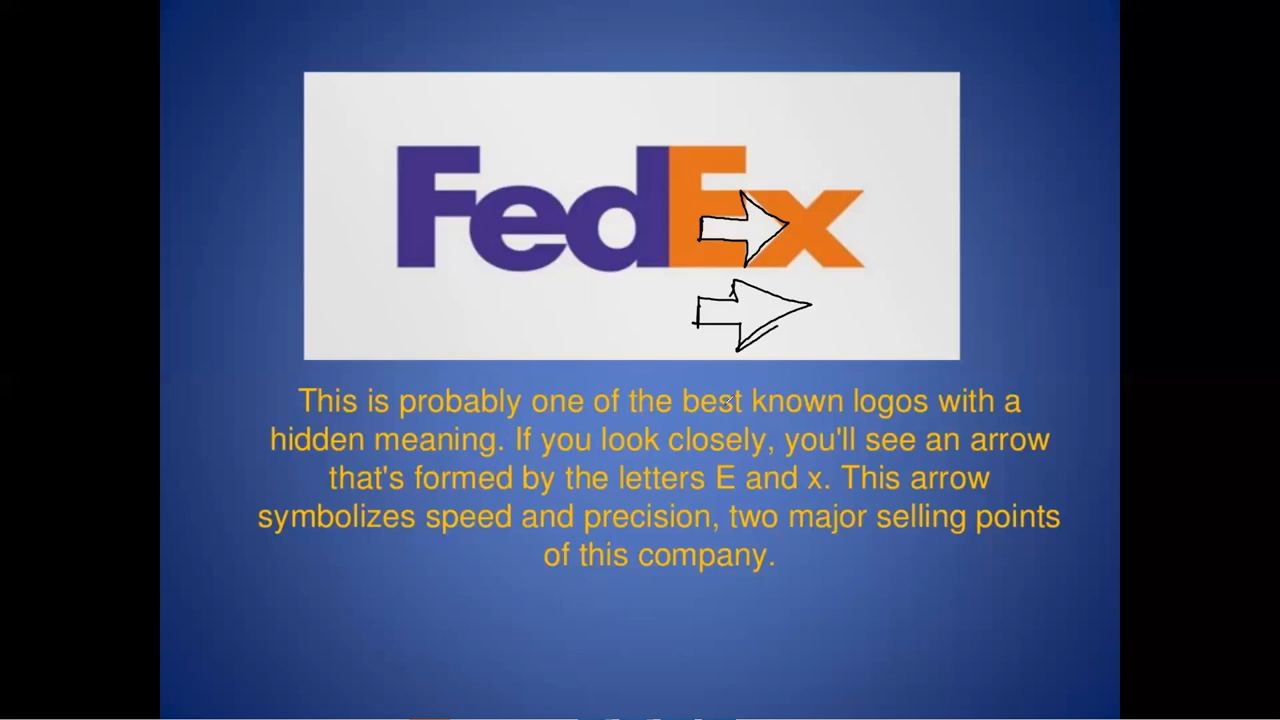 FedEx
This is probably one of the best known logos with a
hidden meaning. If you look closely, you'll see an arrow
that's formed by the letters E and x. This arrow
symbolizes speed and precision, two major selling points
of this company.